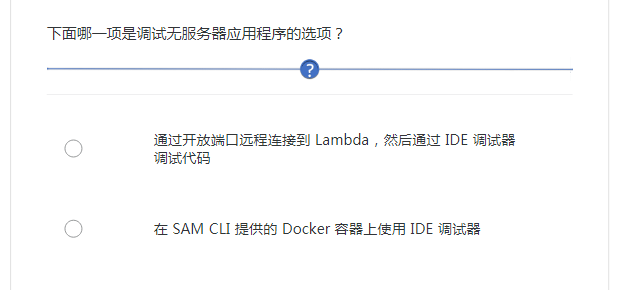 下面哪一项是调试无服务器应用程序的选项？
?
通过开放端口远程连接到 Lambda，然后通过 IDE 调试器
调试代码
在 SAM CLI 提供的 Docker 容器上使用 IDE 调试器